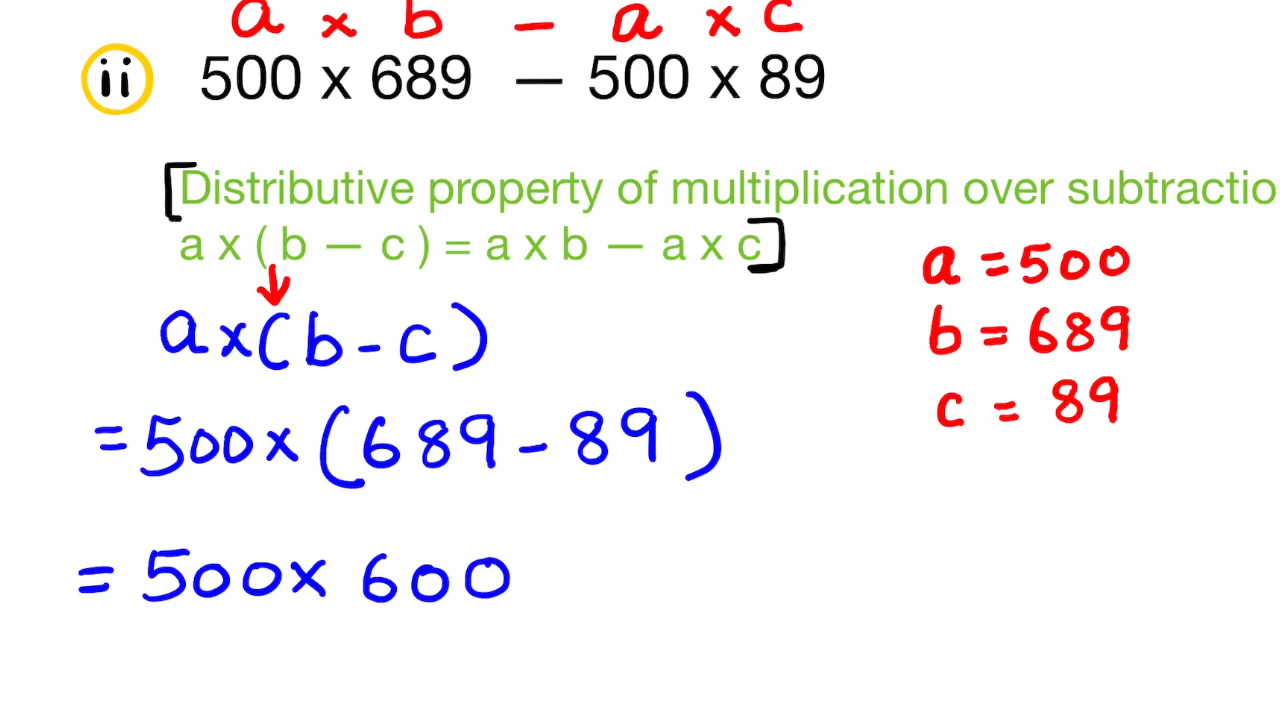 a x b - a x c
ii 500 x 689 — 500 x 89
[Distributive property of multiplication over subtractio
a x ( b — c ) = a x b — a x c]
a = 500
a x (b - c)
b = 689
c = 89
= 500 x (689 - 89)
= 500 x 600